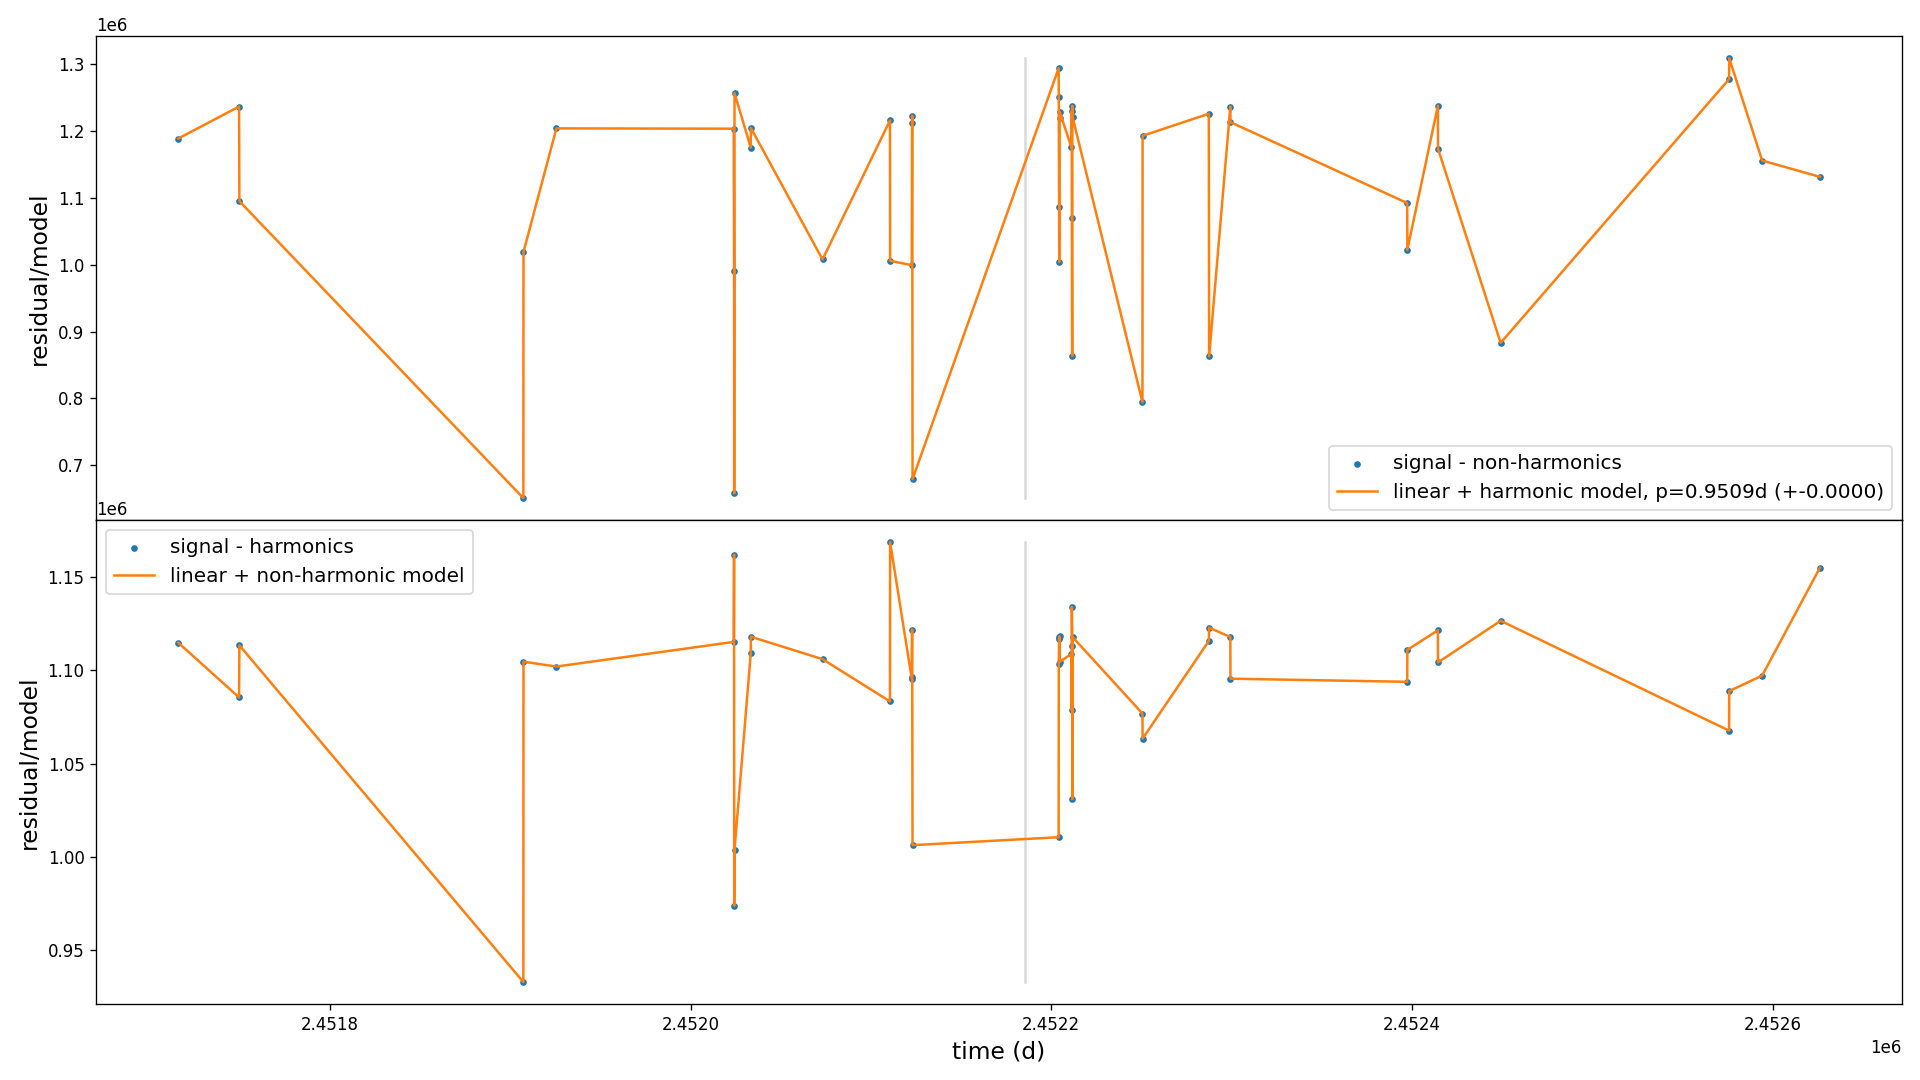 1e6
1.3
1.2
1.1
1.0
0.9
0.8
0.7
residual/model
signal - non-harmonics
linear + harmonic model, p=0.9509d (+-0.0000)
1e6
signal - harmonics
linear + non-harmonic model
1.15
1.10
1.05
1.00
0.95
residual/model
2.4518 2.4520 2.4522 2.4524 2.4526
time (d)
1e6